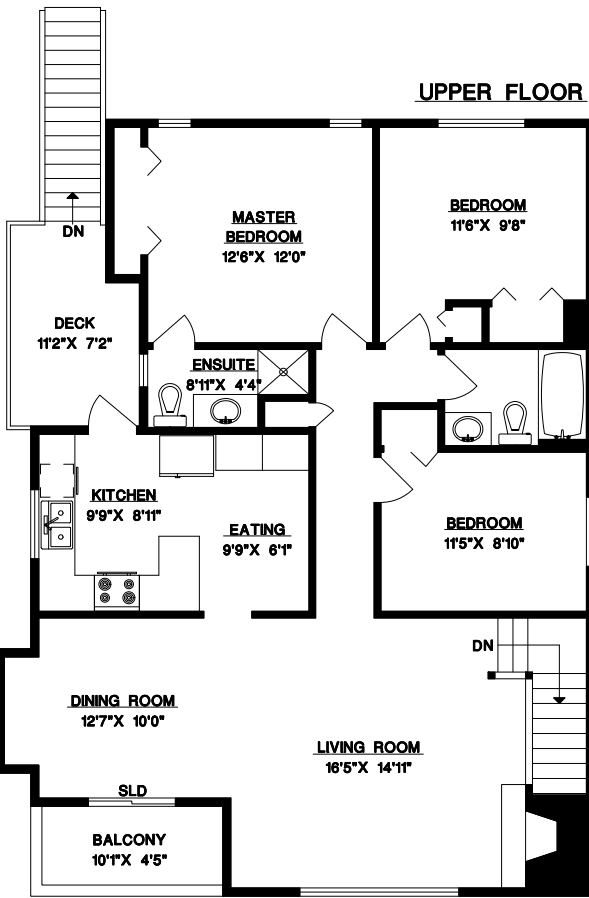 UPPER FLOOR
DN
MASTER
BEDROOM
12'6"X 12'0"
BEDROOM
11'6"X 9'8"
DECK
11'2"X 7'2"
ENSUITE
8'11"X 4'4"
KITCHEN
9'9"X 8'11"
EATING
9'9"X 6'1"
BEDROOM
11'5"X 8'10"
DN
DINING ROOM
12'7"X 10'0"
LIVING ROOM
16'5"X 14'11"
SLD
BALCONY
10'1"X 4'5"